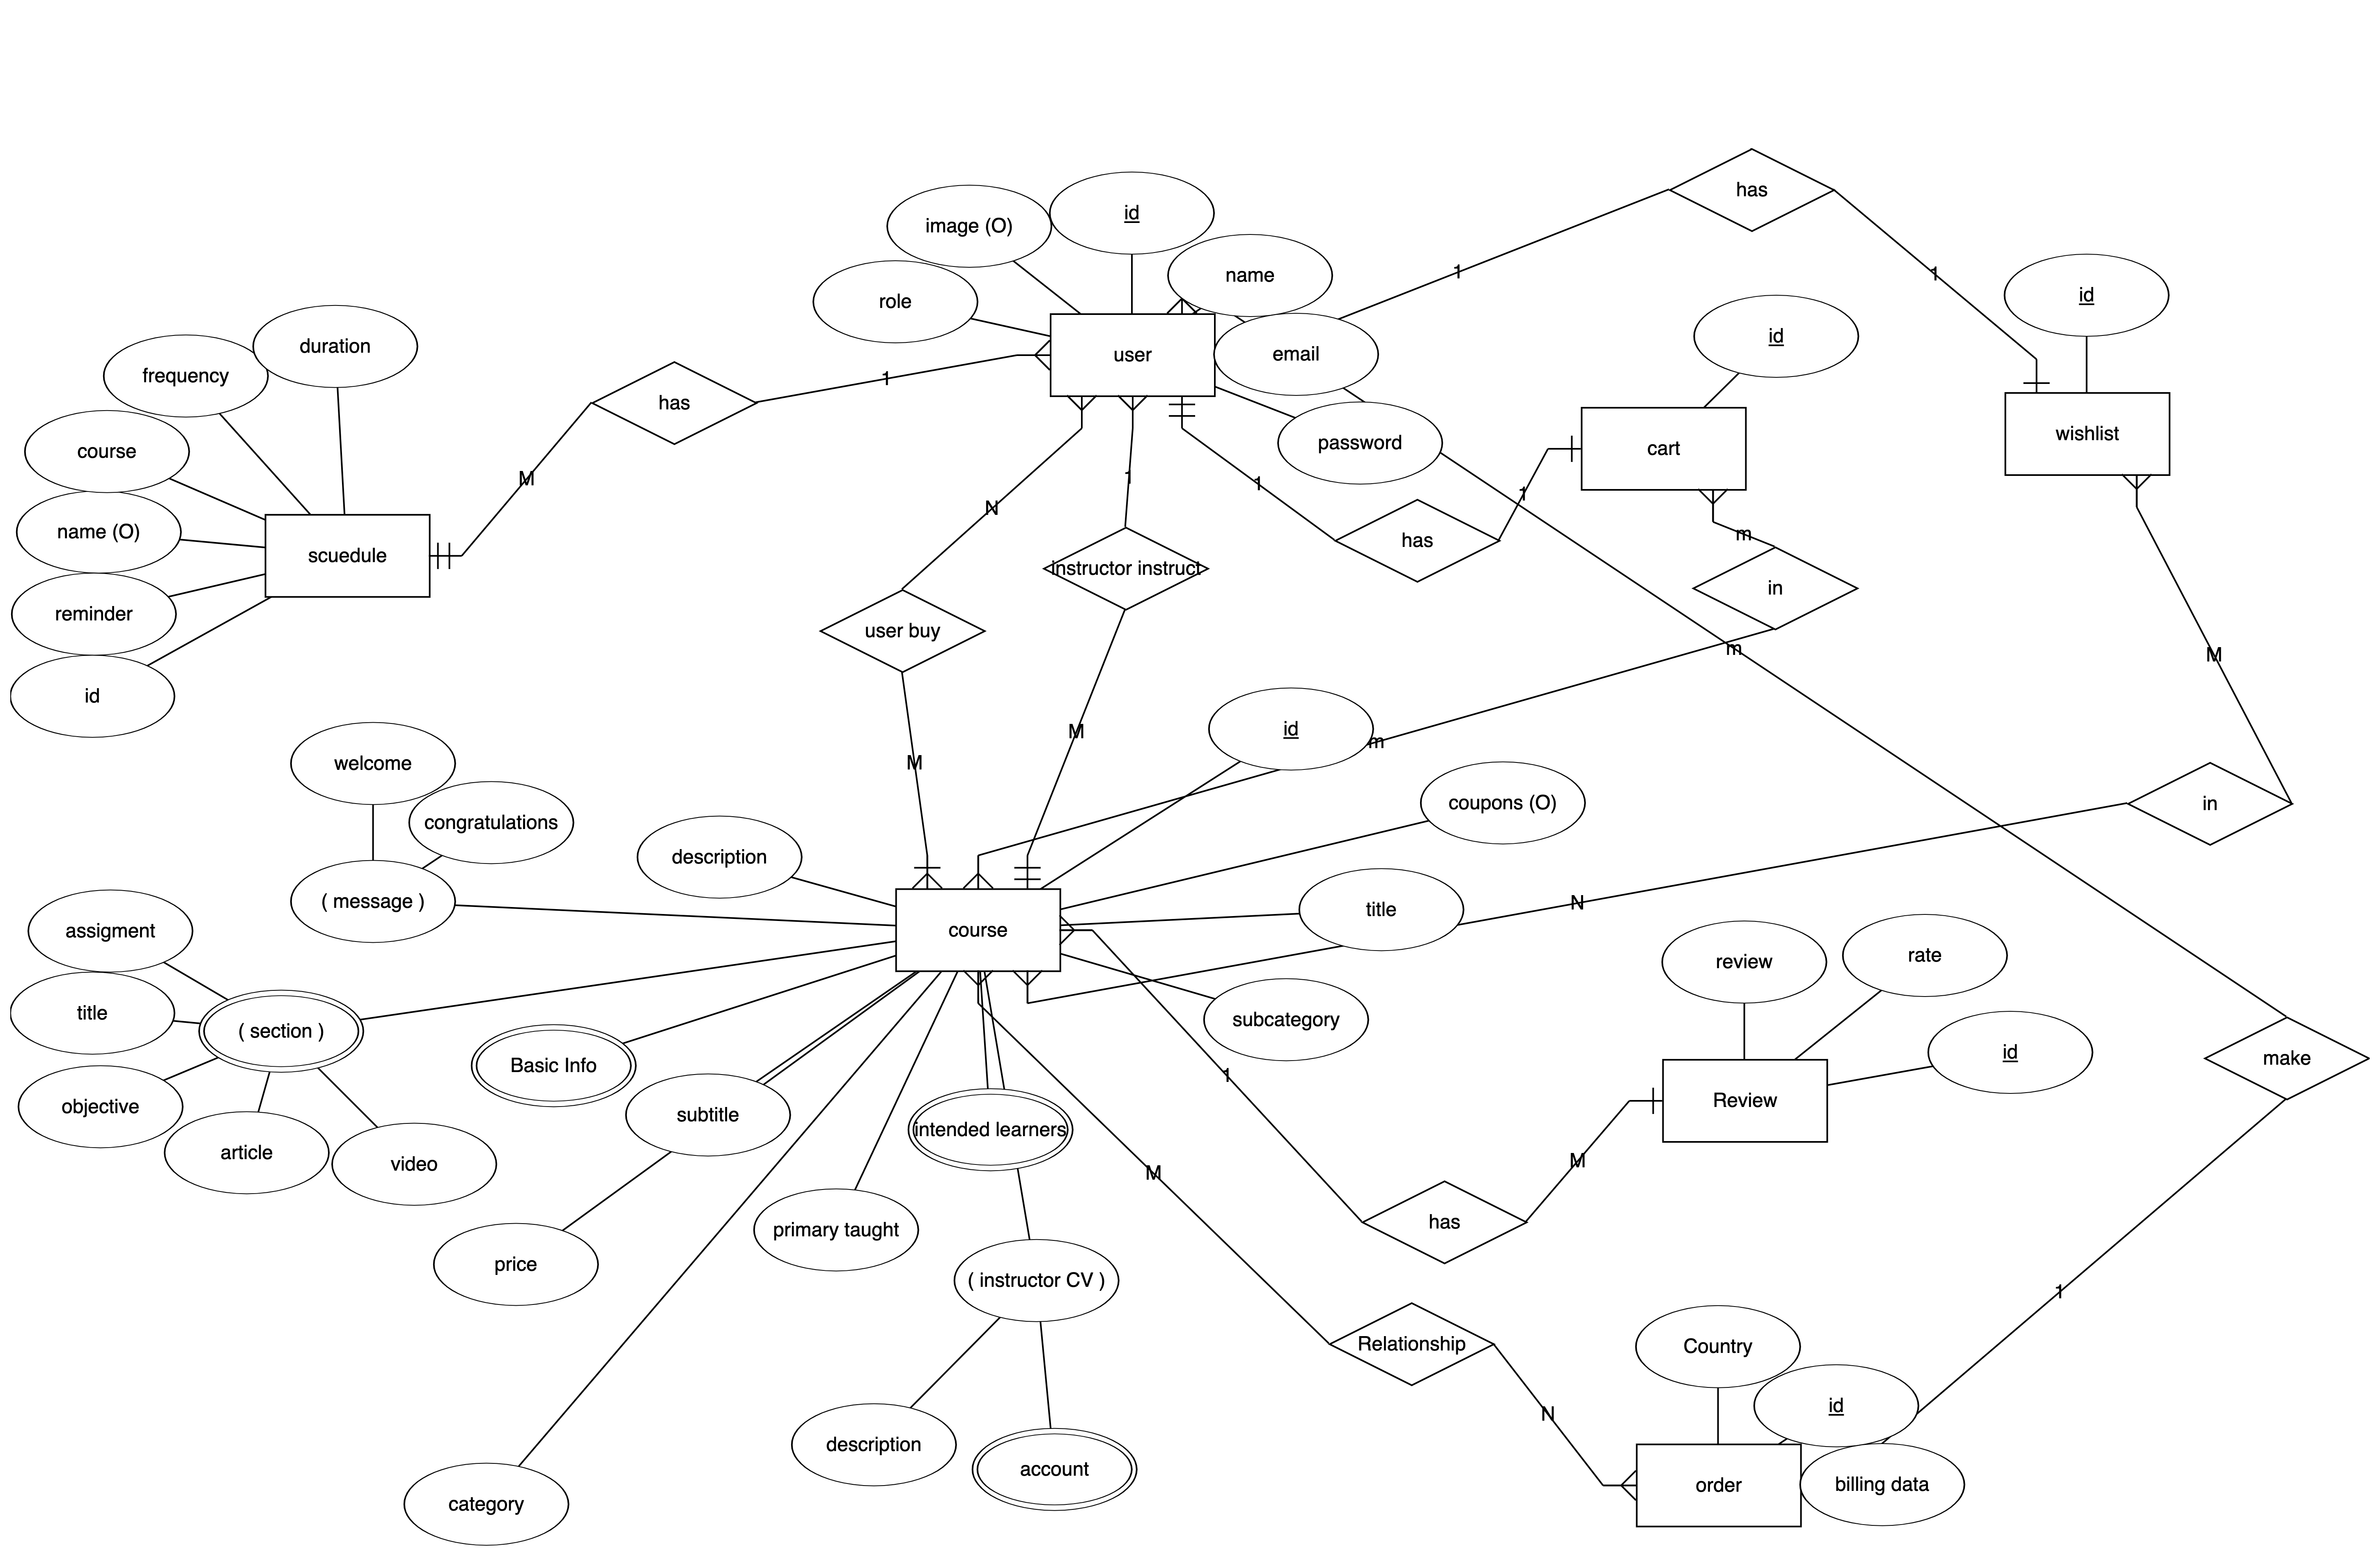 has
id
image (O)
name
role
id
id
duration
user
email
frequency
1
1
1
has
course
password
wishlist
cart
M
1
1
1
N
name (O)
scuedule
has
instructor instruct
in
m
reminder
user buy
m
M
id
id
m
M
M
welcome
coupons (O)
in
congratulations
description
( message )
title
N
assigment
course
review
rate
title
( section )
subcategory
id
Basic Info
make
1
objective
subtitle
intended learners
Review
article
video
M
M
primary taught
has
price
( instructor CV )
1
Relationship
Country
N
id
description
account
order
billing data
category